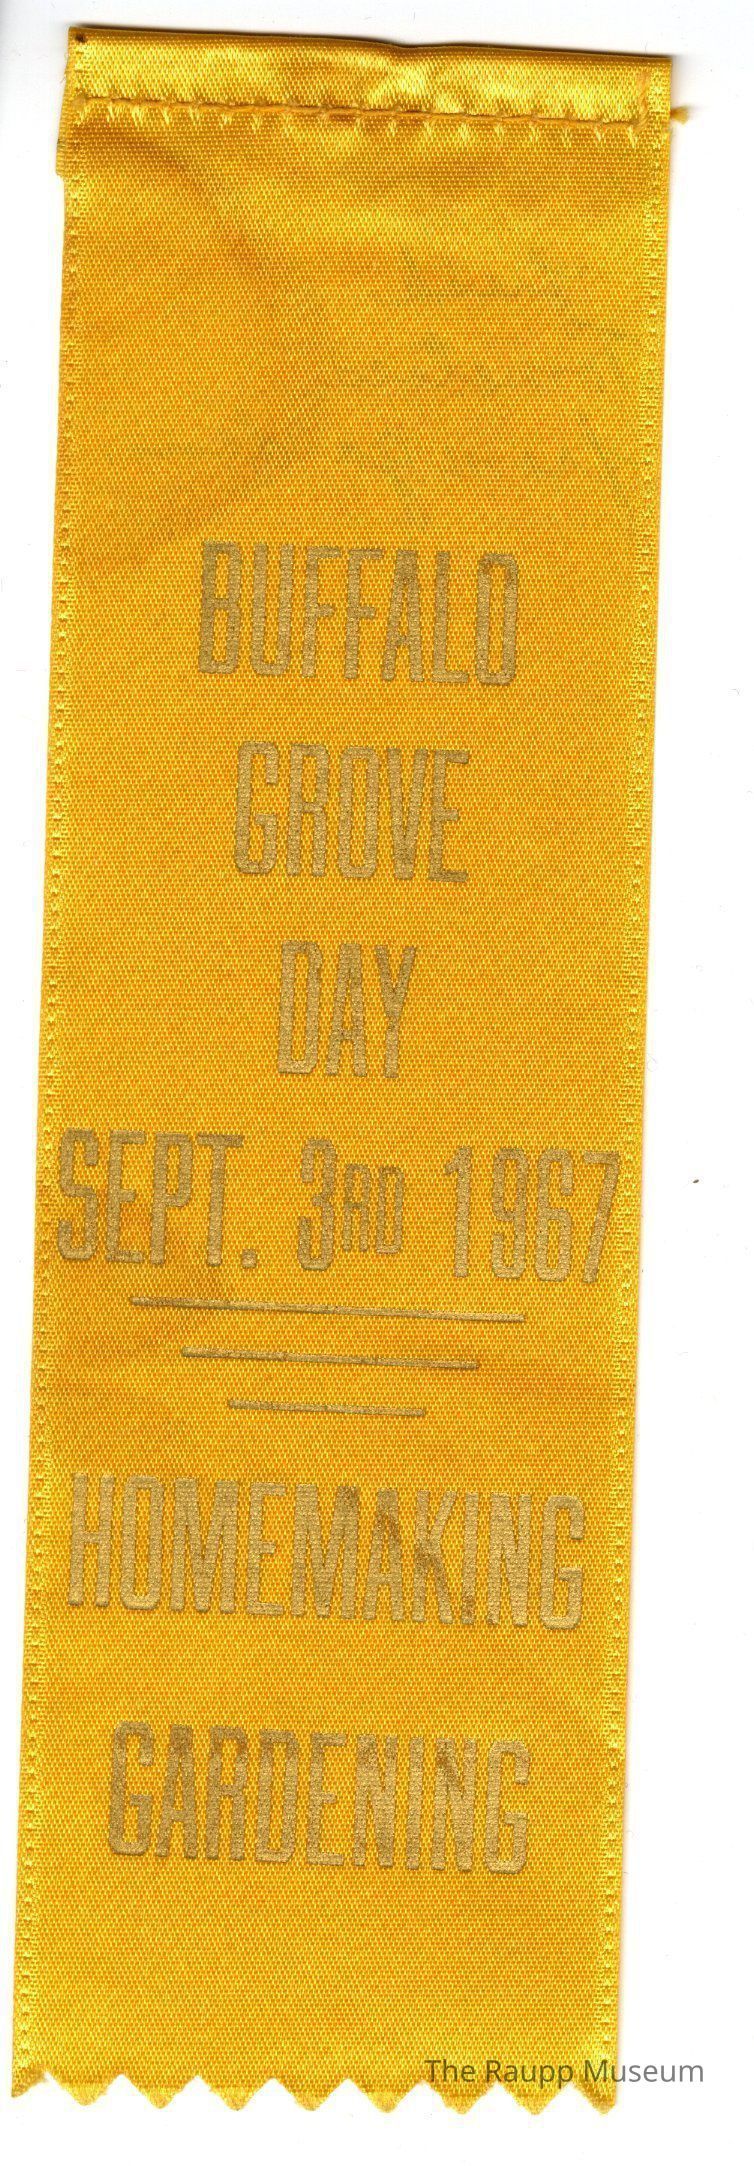 BUFFALO
GROVE
DAY
SEPT. 3RD 1967
HOMEMAKING
GARDENING
The Raupp Museum